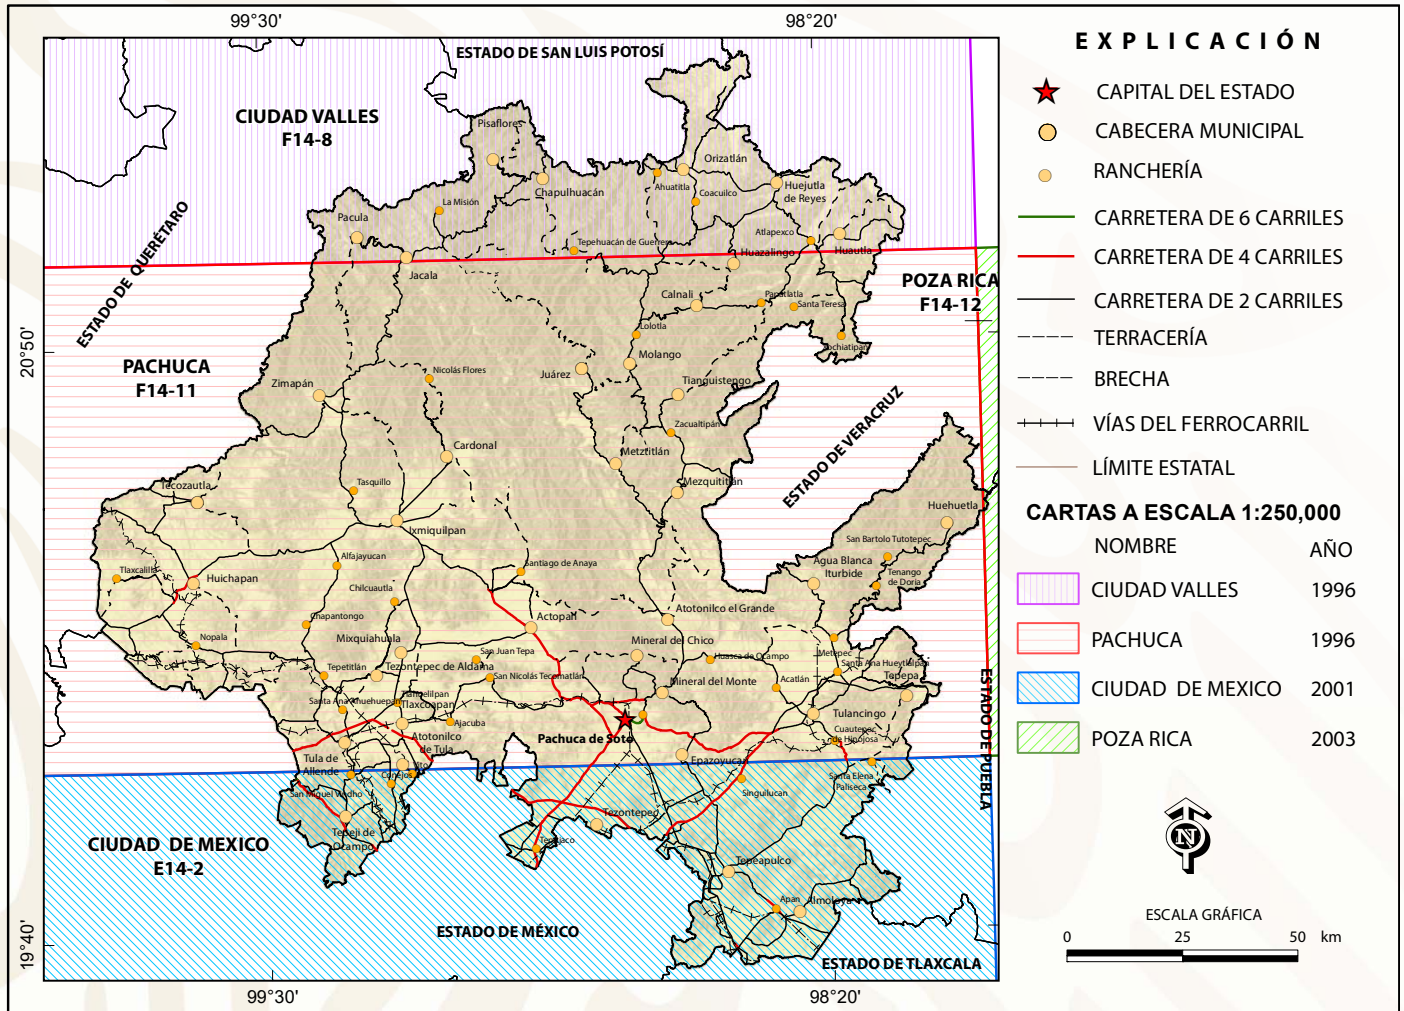 99°30'
98°20'
ESTADO DE SAN LUIS POTOSÍ
CIUDAD VALLES
F14-8
Pisaflores
Orizatlán
Chapulhuacán
Ahuatitla
Coacuilco
Huejutla
de Reyes
La Misión
Pacula
Atlapexco
Tepehuacán de Guerrero
Huazalingo
Huautla
Jacala
ESTADO DE QUERÉTARO
POZA RICA
F14-12
Calnali
Papatlatla
Santa Teresa
Lolotla
Xochiatipan
20°50'
Molango
PACHUCA
F14-11
Juárez
Nicolás Flores
Zimapán
Tianguistengo
ESTADO DE VERACRUZ
Zacualtipán
Cardonal
Metztitlán
Mezquititlán
Tecozautla
Tasquillo
Huehuetla
Ixmiquilpan
San Bartolo Tutotepec
Agua Blanca
Iturbide
Tenango
de Doria
Alfajayucan
Santiago de Anaya
Tlaxcalilla
Huichapan
Chilcuautla
Atotonilco el Grande
Chapantongo
Actopan
Nopala
Mixquiahuala
Mineral del Chico
San Juan Tepa
Huasca de Ocampo
Metepec
Santa Ana Hueytlalpan
Tepetitlán
Tezontepec de Aldama
San Nicolás Tecomatlán
Mineral del Monte
Acatlán
Tepepa
Santa Ana Ahuehuepan
Tlahuelilpan
Tlaxcoapan
Ajacuba
Tulancingo
Atotonilco
de Tula
Pachuca de Soto
Cuautepec
de Hinojosa
Tula de
Allende
Vito
Conejos
Epazoyucan
Santa Elena
Paliseca
San Miguel Vindho
Singuilucan
ESTADO DE PUEBLA
Tepeji de
Ocampo
Tezontepec
Temajaco
CIUDAD DE MEXICO
E14-2
Tepeapulco
Apan
Almoloya
ESTADO DE MÉXICO
19°40'
ESTADO DE TLAXCALA
99°30'
98°20'
EXPLICACIÓN
CAPITAL DEL ESTADO
CABECERA MUNICIPAL
RANCHERÍA
CARRETERA DE 6 CARRILES
CARRETERA DE 4 CARRILES
CARRETERA DE 2 CARRILES
TERRACERÍA
BRECHA
VÍAS DEL FERROCARRIL
LÍMITE ESTATAL
CARTAS A ESCALA 1:250,000
NOMBRE AÑO
CIUDAD VALLES 1996
PACHUCA 1996
CIUDAD DE MEXICO 2001
POZA RICA 2003
N
ESCALA GRÁFICA
0 25 50 km